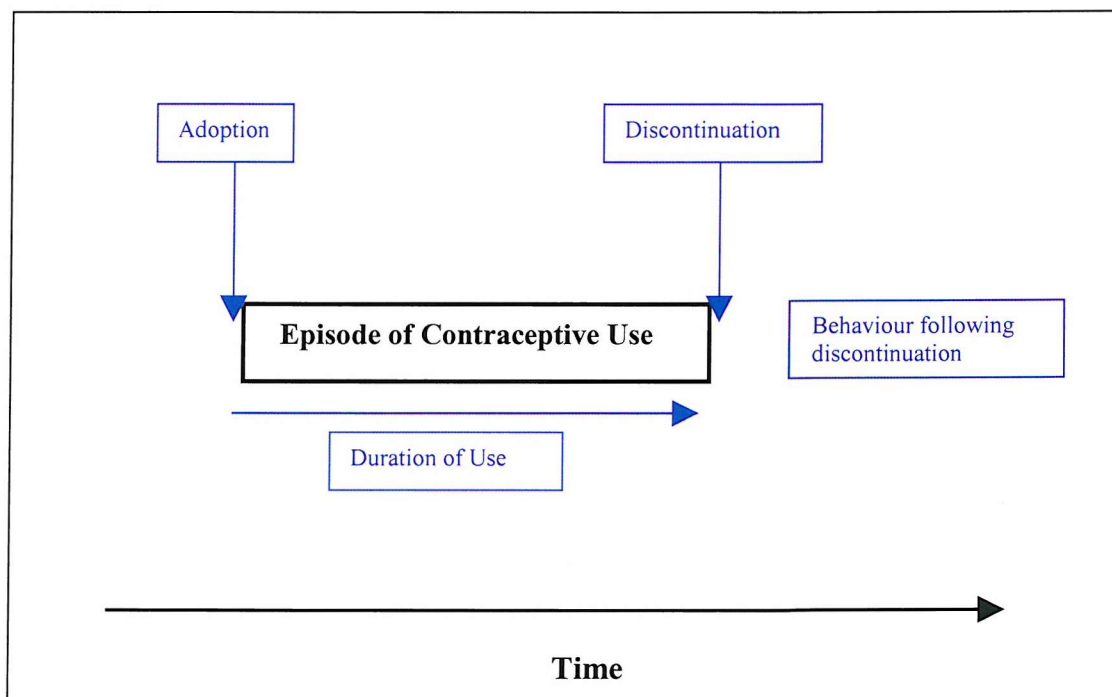 Adoption
Discontinuation
Episode of Contraceptive Use
Behaviour following
discontinuation
Duration of Use
Time